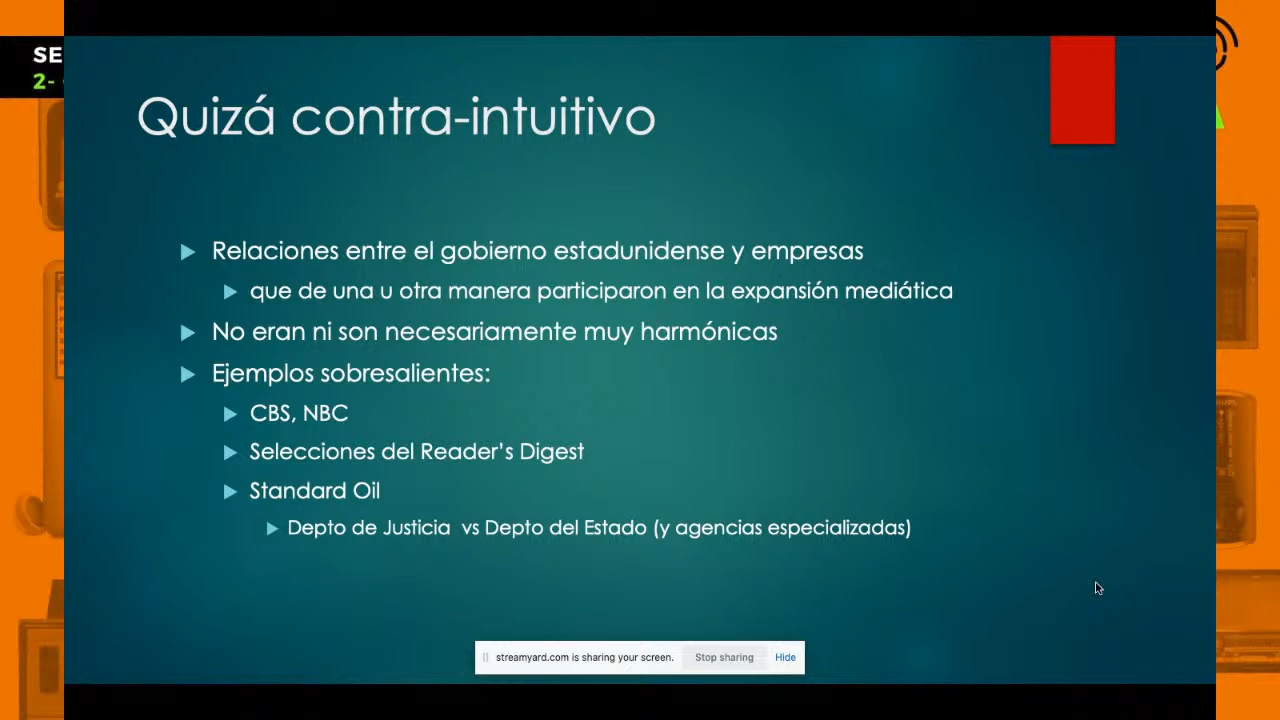 SE
2-
Quizá contra-intuitivo
Relaciones entre el gobierno estadunidense y empresas
que de una u otra manera participaron en la expansión mediática
No eran ni son necesariamente muy harmónicas
Ejemplos sobresalientes:
CBS, NBC
Selecciones del Reader's Digest
Standard Oil
Depto de Justicia vs Depto del Estado (y agencias especializadas)
streamyard.com is sharing your screen. Stop sharing Hide